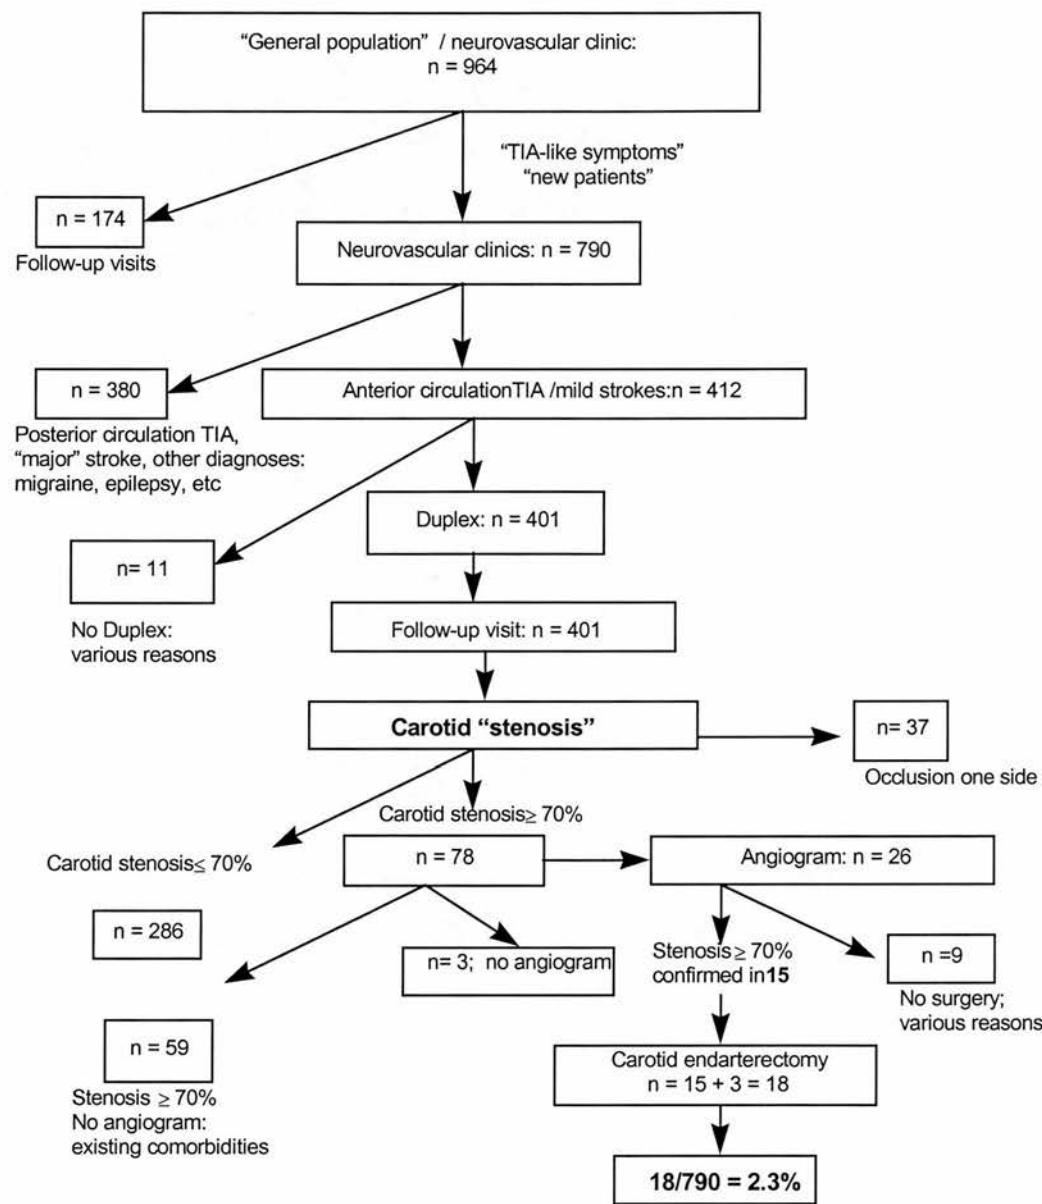 “General population” / neurovascular clinic:
n = 964
“TIA-like symptoms”
“new patients”
n = 174
Follow-up visits
Neurovascular clinics: n = 790
n = 380
Posterior circulation TIA,
“major” stroke, other diagnoses:
migraine, epilepsy, etc
Anterior circulationTIA /mild strokes:n = 412
Duplex: n = 401
n= 11
No Duplex:
various reasons
Follow-up visit: n = 401
Carotid “stenosis”
n= 37
Occlusion one side
Carotid stenosis≥ 70%
Carotid stenosis≤ 70%
n = 78
Angiogram: n = 26
n = 286
n= 3; no angiogram
Stenosis ≥ 70%
confirmed in15
n =9
No surgery;
various reasons
n = 59
Stenosis ≥ 70%
No angiogram:
existing comorbidities
Carotid endarterectomy
n = 15 + 3 = 18
18/790 = 2.3%